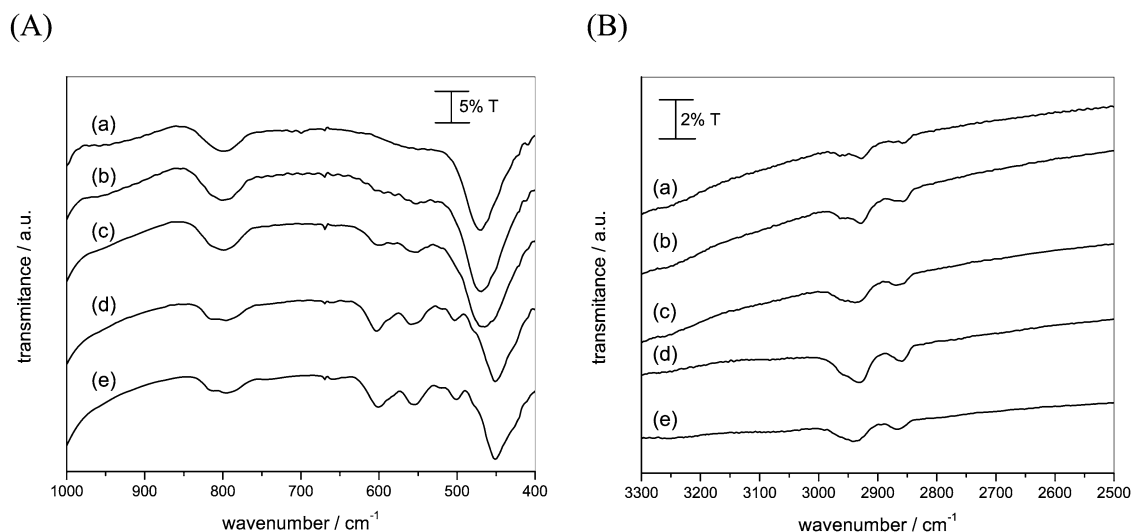 (A)
5% T
(a)
(b)
(c)
(d)
(e)
transmitance / a.u.
1000 900 800 700 600 500 400
wavenumber / cm-1
(B)
2% T
(a)
(b)
(c)
(d)
(e)
transmitance / a.u.
3300 3200 3100 3000 2900 2800 2700 2600 2500
wavenumber / cm-1